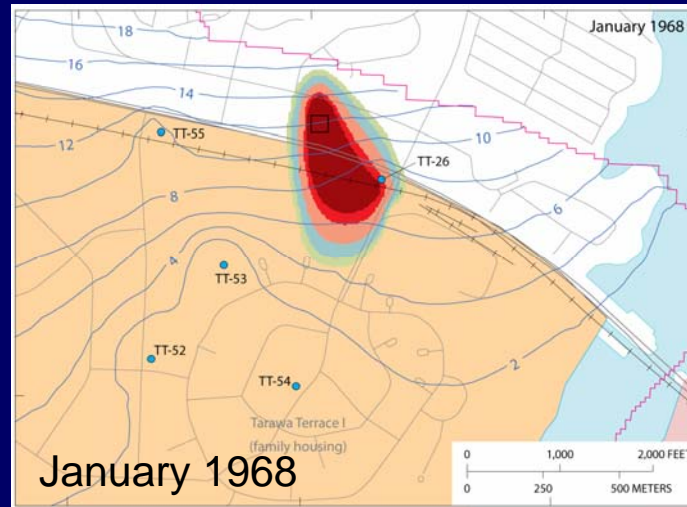 January 1968
18
16
14
12
10
8
6
4
2
TT-55
TT-26
TT-53
TT-52
TT-54
Tarawa Terrace I
(family housing)
January 1968
0 1,000 2,000 FEET
0 250 500 METERS